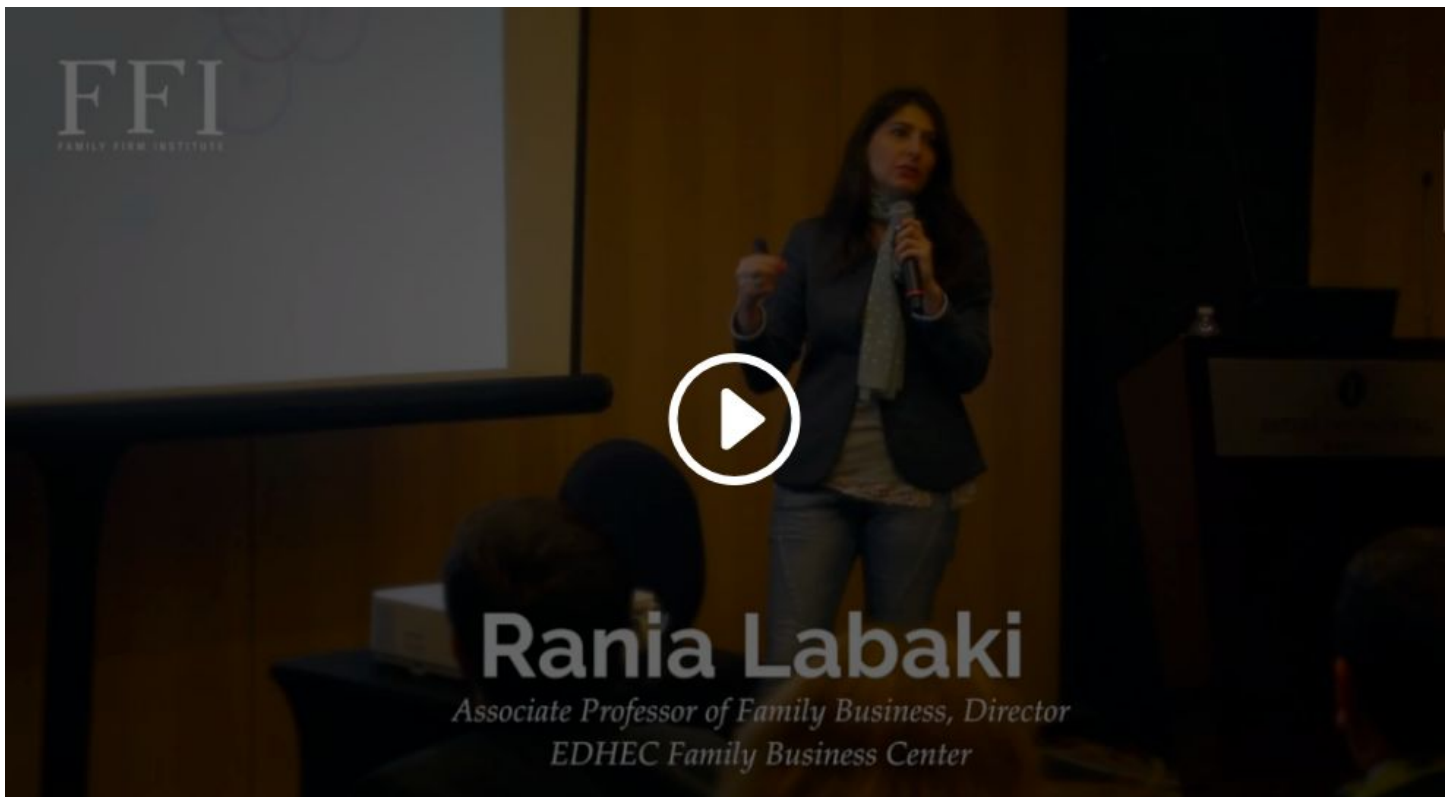 FFI
FAMILY FIRM INSTITUTE
Rania Labaki
Associate Professor of Family Business, Director
EDHEC Family Business Center